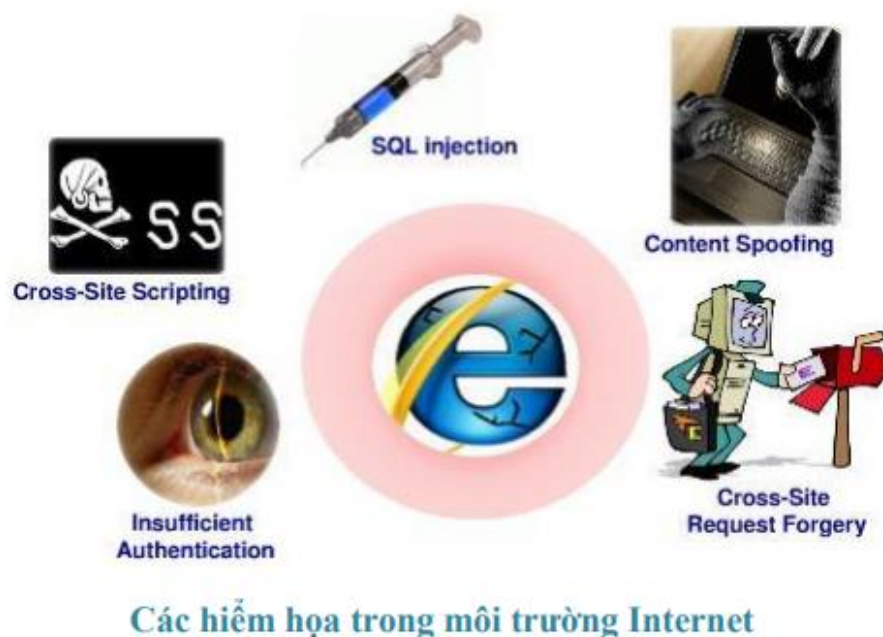 SQL injection
Content Spoofing
SS
Cross-Site Scripting
e
Insufficient
Authentication
Cross-Site
Request Forgery
Các hiểm họa trong môi trường Internet